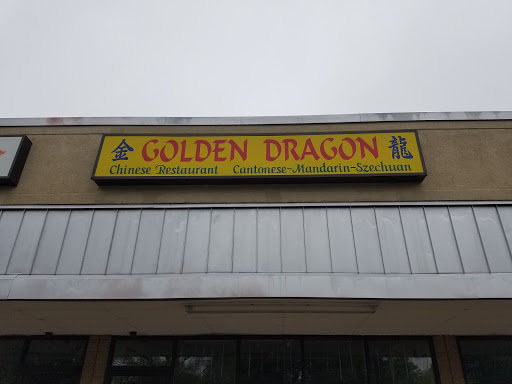 金 GOLDEN DRAGON 龍
Chinese Restaurant Cantonese-Mandarin-Szechuan